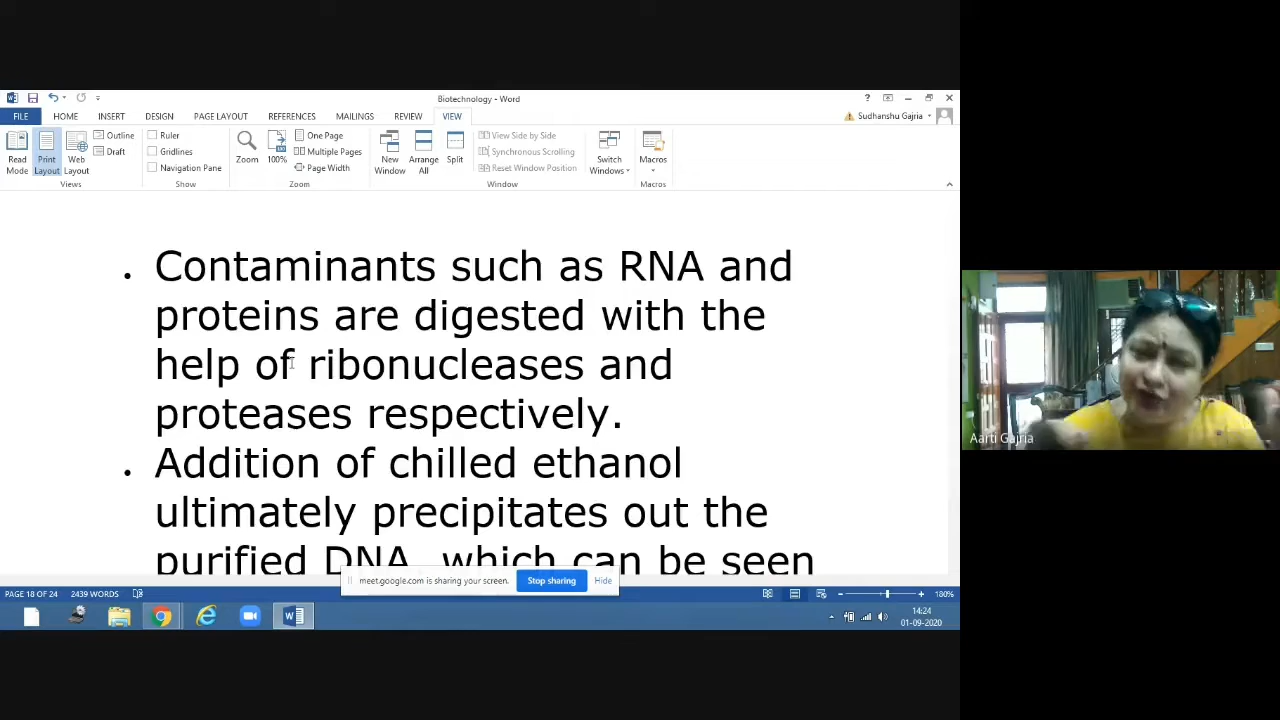 Biotechnology - Word
FILE HOME INSERT DESIGN PAGE LAYOUT REFERENCES MAILINGS REVIEW VIEW Sudhanshu Gajria
Read Mode
Print Layout
Web Layout
Outline
Draft
Views
Ruler
Gridlines
Navigation Pane
Show
Zoom
100%
One Page
Multiple Pages
Page Width
Zoom
New Window
Arrange All
Split
View Side by Side
Synchronous Scrolling
Reset Window Position
Window
Switch Windows
Macros
Macros
• Contaminants such as RNA and
proteins are digested with the
help of ribonucleases and
proteases respectively.
• Addition of chilled ethanol
ultimately precipitates out the
purified DNA, which can be seen
meet.google.com is sharing your screen. Stop sharing Hide
PAGE 18 OF 24 2439 WORDS 180%
14:24
01-09-2020
Aarti Gajria